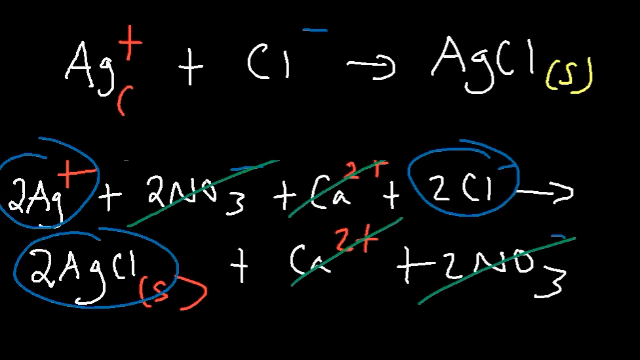 Ag⁺( + Cl⁻ → AgCl(s)
2Ag⁺ + 2NO₃⁻ + Ca²⁺ + 2Cl⁻ →
2AgCl(s) + Ca²⁺ + 2NO₃⁻